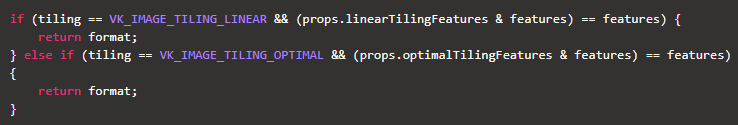 if (tiling == VK_IMAGE_TILING_LINEAR && (props.linearTilingFeatures & features) == features) {
    return format;
} else if (tiling == VK_IMAGE_TILING_OPTIMAL && (props.optimalTilingFeatures & features) == features)
{
    return format;
}